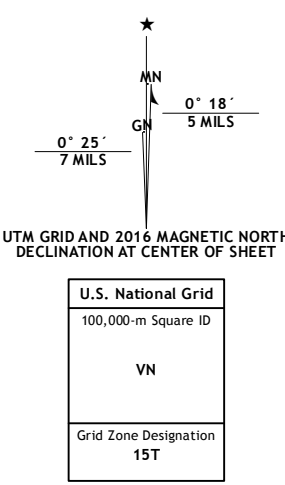 ★
MN
0° 18´
5 MILS
GN
0° 25´
7 MILS
UTM GRID AND 2016 MAGNETIC NORTH
DECLINATION AT CENTER OF SHEET
U.S. National Grid
100,000-m Square ID
VN
Grid Zone Designation
15T